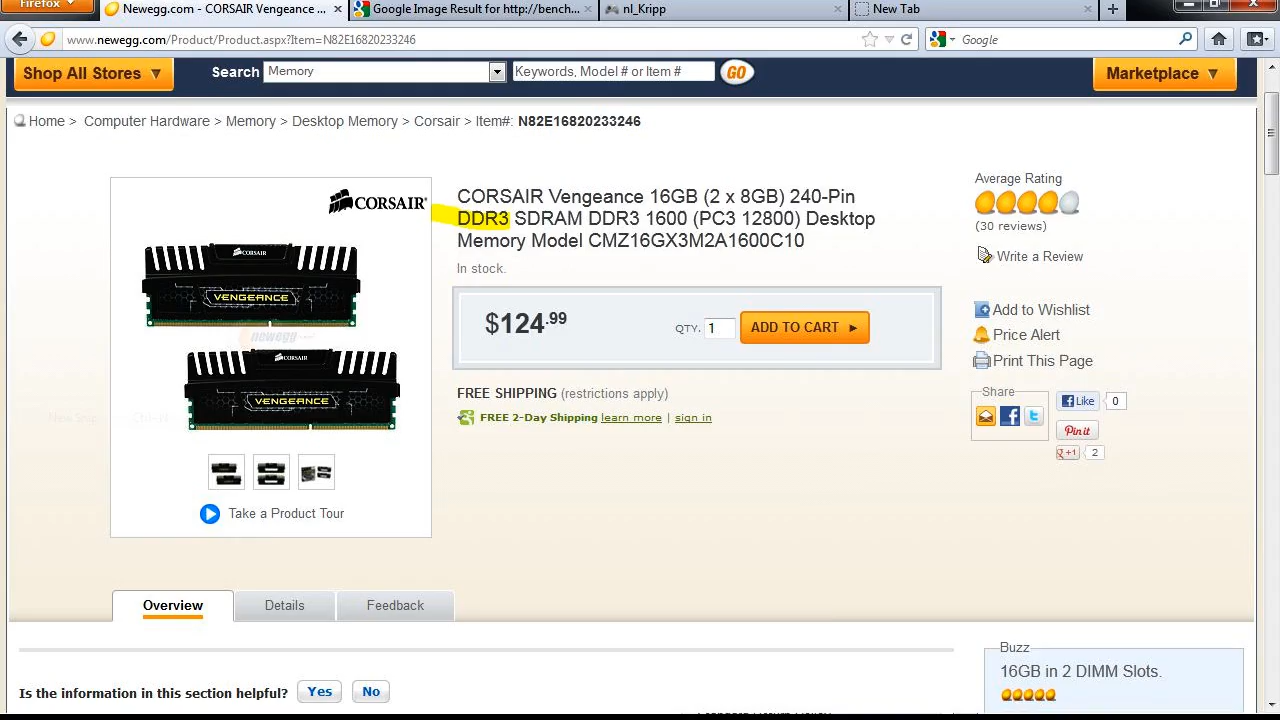 Firefox
Newegg.com - CORSAIR Vengeance ...
Google Image Result for http://bench...
nl_Kripp
New Tab
www.newegg.com/Product/Product.aspx?Item=N82E16820233246
Google
Shop All Stores ▼
Search Memory Keywords, Model # or Item # GO
Marketplace ▼
Home > Computer Hardware > Memory > Desktop Memory > Corsair > Item#: N82E16820233246
CORSAIR
CORSAIR
VENGEANCE
newegg
CORSAIR
VENGEANCE
Take a Product Tour
CORSAIR Vengeance 16GB (2 x 8GB) 240-Pin
DDR3 SDRAM DDR3 1600 (PC3 12800) Desktop
Memory Model CMZ16GX3M2A1600C10
In stock.
$124.99 QTY. 1 ADD TO CART ►
FREE SHIPPING (restrictions apply)
FREE 2-Day Shipping learn more | sign in
Average Rating
(30 reviews)
Write a Review
Add to Wishlist
Price Alert
Print This Page
Share
Like 0
Pin it
+1 2
Overview Details Feedback
Is the information in this section helpful? Yes No
Buzz
16GB in 2 DIMM Slots.